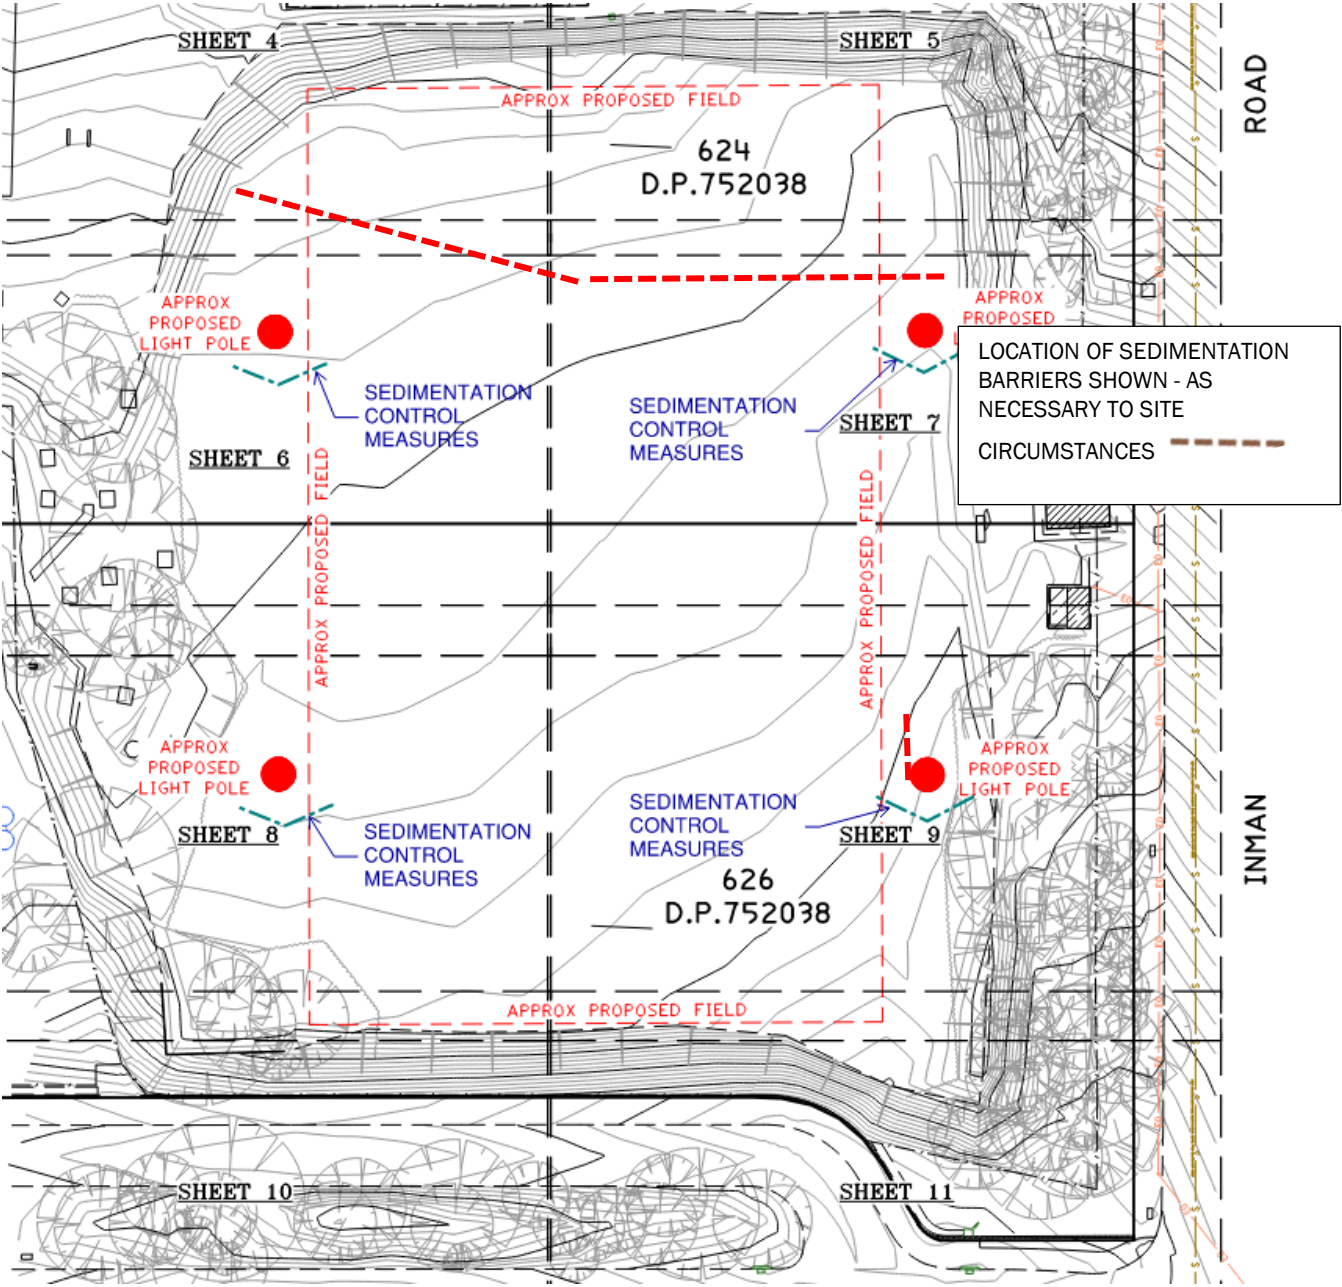 SHEET 4
SHEET 5
ROAD
APPROX PROPOSED FIELD
624
D.P.752038
APPROX
PROPOSED
LIGHT POLE
APPROX
PROPOSED
LOCATION OF SEDIMENTATION
BARRIERS SHOWN - AS
NECESSARY TO SITE
CIRCUMSTANCES
SEDIMENTATION
CONTROL
MEASURES
SEDIMENTATION
CONTROL
MEASURES
SHEET 7
SHEET 6
APPROX PROPOSED FIELD
APPROX PROPOSED FIELD
APPROX
PROPOSED
LIGHT POLE
APPROX
PROPOSED
LIGHT POLE
SEDIMENTATION
CONTROL
MEASURES
SEDIMENTATION
CONTROL
MEASURES
SHEET 8
SHEET 9
INMAN
626
D.P.752038
APPROX PROPOSED FIELD
SHEET 10
SHEET 11